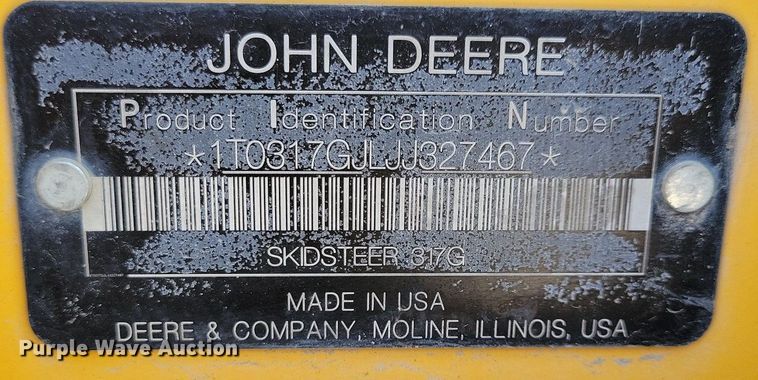 JOHN DEERE
Product Identification Number
*1T0317GJLJJ327467*
SKIDSTEER 317G
MADE IN USA
DEERE & COMPANY, MOLINE, ILLINOIS, USA
Purple Wave Auction